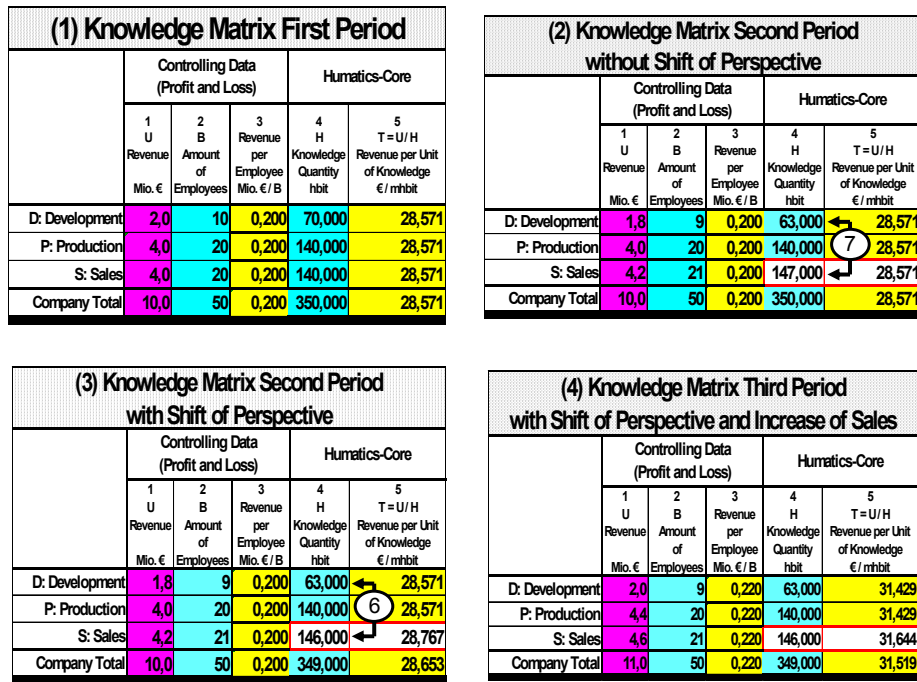 (1) Knowledge Matrix First Period
Controlling Data
(Profit and Loss)
Humatics-Core
1 2 3 4 5
U B Revenue H T = U / H
Revenue Amount per Knowledge Revenue per Unit
of Employee Quantity of Knowledge
Mio. € Employees Mio. € / B hbit € / mhbit
D: Development 2,0 10 0,200 70,000 28,571
P: Production 4,0 20 0,200 140,000 28,571
S: Sales 4,0 20 0,200 140,000 28,571
Company Total 10,0 50 0,200 350,000 28,571
(2) Knowledge Matrix Second Period
without Shift of Perspective
Controlling Data
(Profit and Loss)
Humatics-Core
1 2 3 4 5
U B Revenue H T = U / H
Revenue Amount per Knowledge Revenue per Unit
of Employee Quantity of Knowledge
Mio. € Employees Mio. € / B hbit € / mhbit
D: Development 1,8 9 0,200 63,000 28,571
P: Production 4,0 20 0,200 140,000 7 28,571
S: Sales 4,2 21 0,200 147,000 28,571
Company Total 10,0 50 0,200 350,000 28,571
(3) Knowledge Matrix Second Period
with Shift of Perspective
Controlling Data
(Profit and Loss)
Humatics-Core
1 2 3 4 5
U B Revenue H T = U / H
Revenue Amount per Knowledge Revenue per Unit
of Employee Quantity of Knowledge
Mio. € Employees Mio. € / B hbit € / mhbit
D: Development 1,8 9 0,200 63,000 28,571
P: Production 4,0 20 0,200 140,000 6 28,571
S: Sales 4,2 21 0,200 146,000 28,767
Company Total 10,0 50 0,200 349,000 28,653
(4) Knowledge Matrix Third Period
with Shift of Perspective and Increase of Sales
Controlling Data
(Profit and Loss)
Humatics-Core
1 2 3 4 5
U B Revenue H T = U / H
Revenue Amount per Knowledge Revenue per Unit
of Employee Quantity of Knowledge
Mio. € Employees Mio. € / B hbit € / mhbit
D: Development 2,0 9 0,220 63,000 31,429
P: Production 4,4 20 0,220 140,000 31,429
S: Sales 4,6 21 0,220 146,000 31,644
Company Total 11,0 50 0,220 349,000 31,519